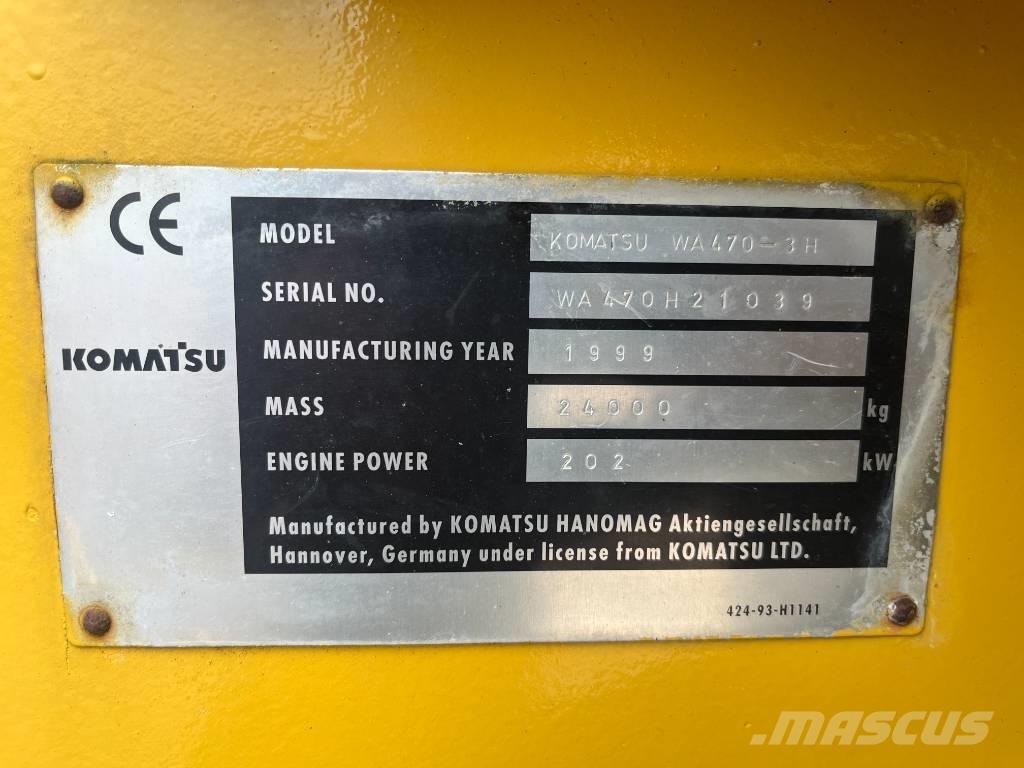 CE
KOMATSU
MODEL KOMATSU WA470-3H
SERIAL NO. WA470H21039
MANUFACTURING YEAR 1999
MASS 24000 kg
ENGINE POWER 202 kW
Manufactured by KOMATSU HANOMAG Aktiengesellschaft,
Hannover, Germany under license from KOMATSU LTD.
424-93-H1141
MASCUS